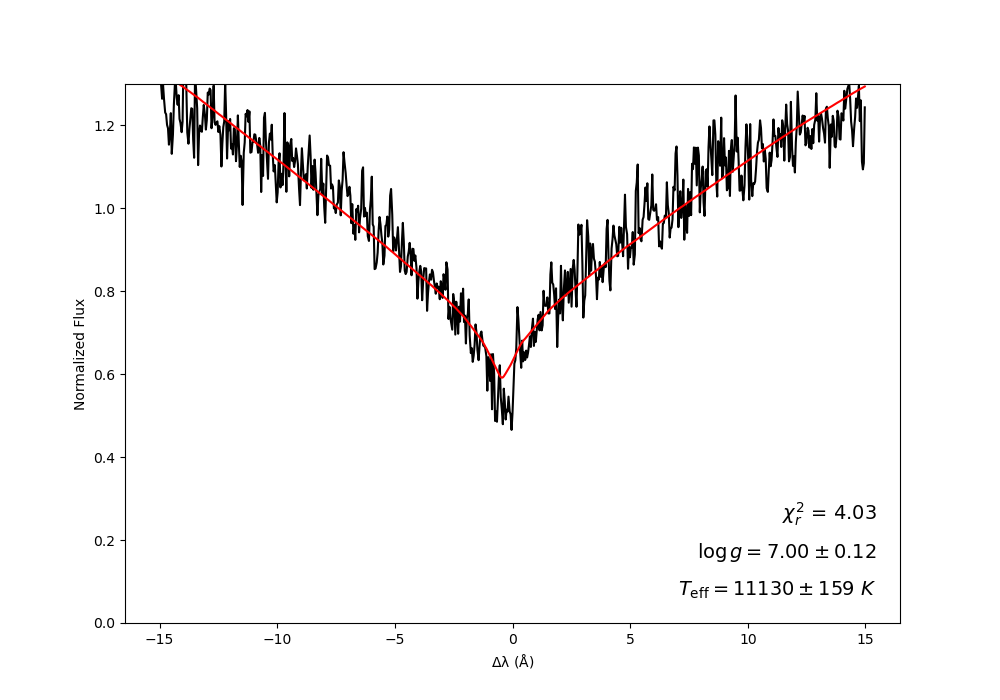 1.2
1.0
0.8
0.6
0.4
0.2
0.0
Normalized Flux
χ²ᵣ = 4.03
log g = 7.00 ± 0.12
T_eff = 11130 ± 159 K
−15 −10 −5 0 5 10 15
Δλ (Å)